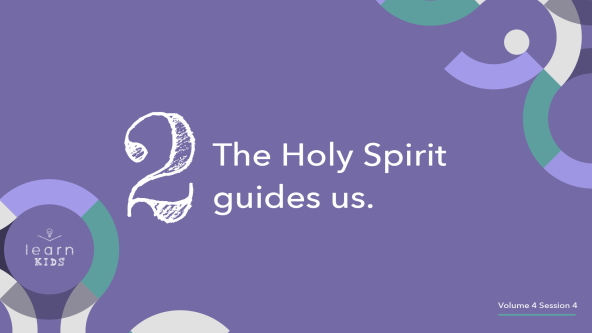 2
The Holy Spirit
guides us.
learn
KIDS
Volume 4 Session 4